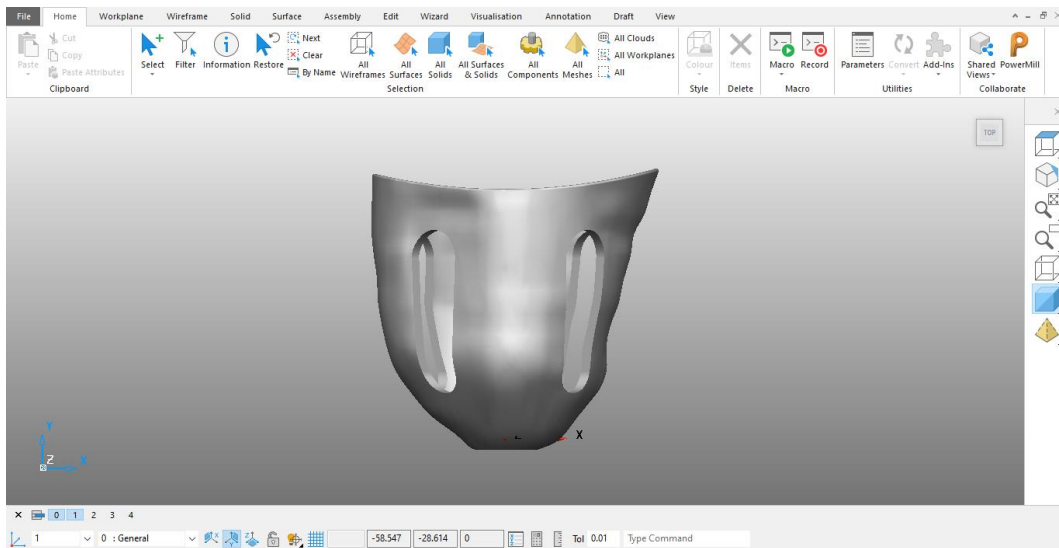 File Home Workplane Wireframe Solid Surface Assembly Edit Wizard Visualisation Annotation Draft View
Paste
Cut
Copy
Paste Attributes
Clipboard
Select
Filter
Information
Restore
Next
Clear
By Name
All Wireframes
All Surfaces
All Solids
All Surfaces & Solids
All Components
All Meshes
All Clouds
All Workplanes
All
Selection
Colour
Style
Items
Delete
Macro
Record
Macro
Parameters
Convert
Add-Ins
Utilities
Shared Views
PowerMill
Collaborate
TOP
X
Y
Z
X
0 1 2 3 4
1 0 : General -58.547 -28.614 0 Tol 0.01 Type Command